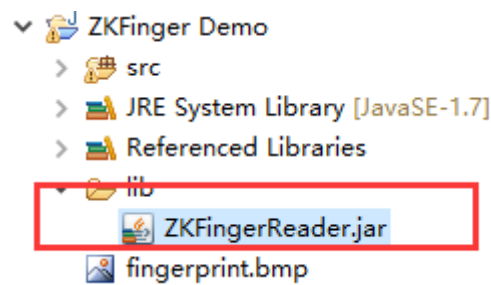 ZKFinger Demo
src
JRE System Library [JavaSE-1.7]
Referenced Libraries
lib
ZKFingerReader.jar
fingerprint.bmp